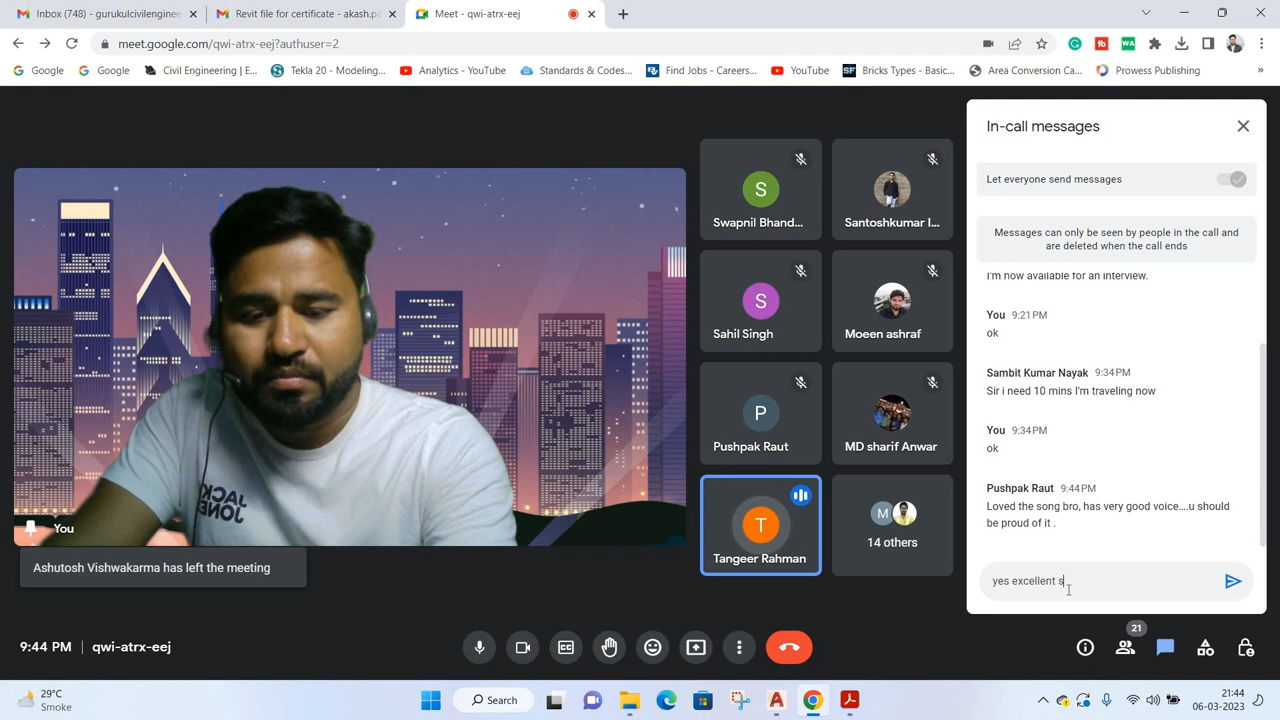 Inbox (748) - gurukulcivilenginee
Revit file for certificate - akash.pa
Meet - qwi-atrx-eej
meet.google.com/qwi-atrx-eej?authuser=2
Google
Google
Civil Engineering | E...
Tekla 20 - Modeling...
Analytics - YouTube
Standards & Codes...
Find Jobs - Careers...
YouTube
Bricks Types - Basic...
Area Conversion Ca...
Prowess Publishing
In-call messages
Let everyone send messages
Messages can only be seen by people in the call and
are deleted when the call ends
I'm now available for an interview.
You 9:21 PM
ok
Sambit Kumar Nayak 9:34 PM
Sir i need 10 mins I'm traveling now
You 9:34 PM
ok
Pushpak Raut 9:44 PM
Loved the song bro, has very good voice....u should
be proud of it .
yes excellent s
S
Swapnil Bhand...
Santoshkumar I...
S
Sahil Singh
Moeen ashraf
P
Pushpak Raut
MD sharif Anwar
T
Tangeer Rahman
M
14 others
JACK
JONE
You
Ashutosh Vishwakarma has left the meeting
9:44 PM | qwi-atrx-eej
21
29°C
Smoke
Search
21:44
06-03-2023